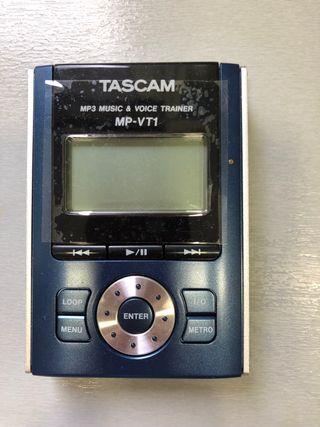 TASCAM
MP3 MUSIC & VOICE TRAINER
MP-VT1
LOOP
I/O
ENTER
MENU
METRO